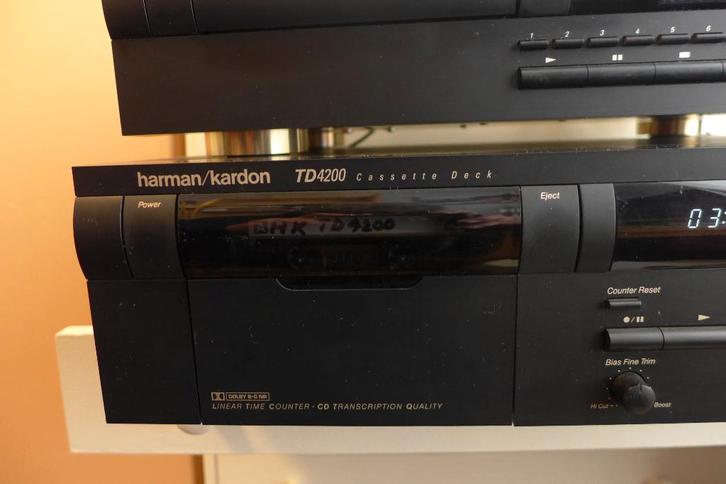 1 2 3 4 5 6
harman/kardon TD4200 Cassette Deck
Power
Eject
HK TD4200
03:
Counter Reset
Bias Fine Trim
Hi Cut
Boost
DOLBY B-C NR
LINEAR TIME COUNTER · CD TRANSCRIPTION QUALITY